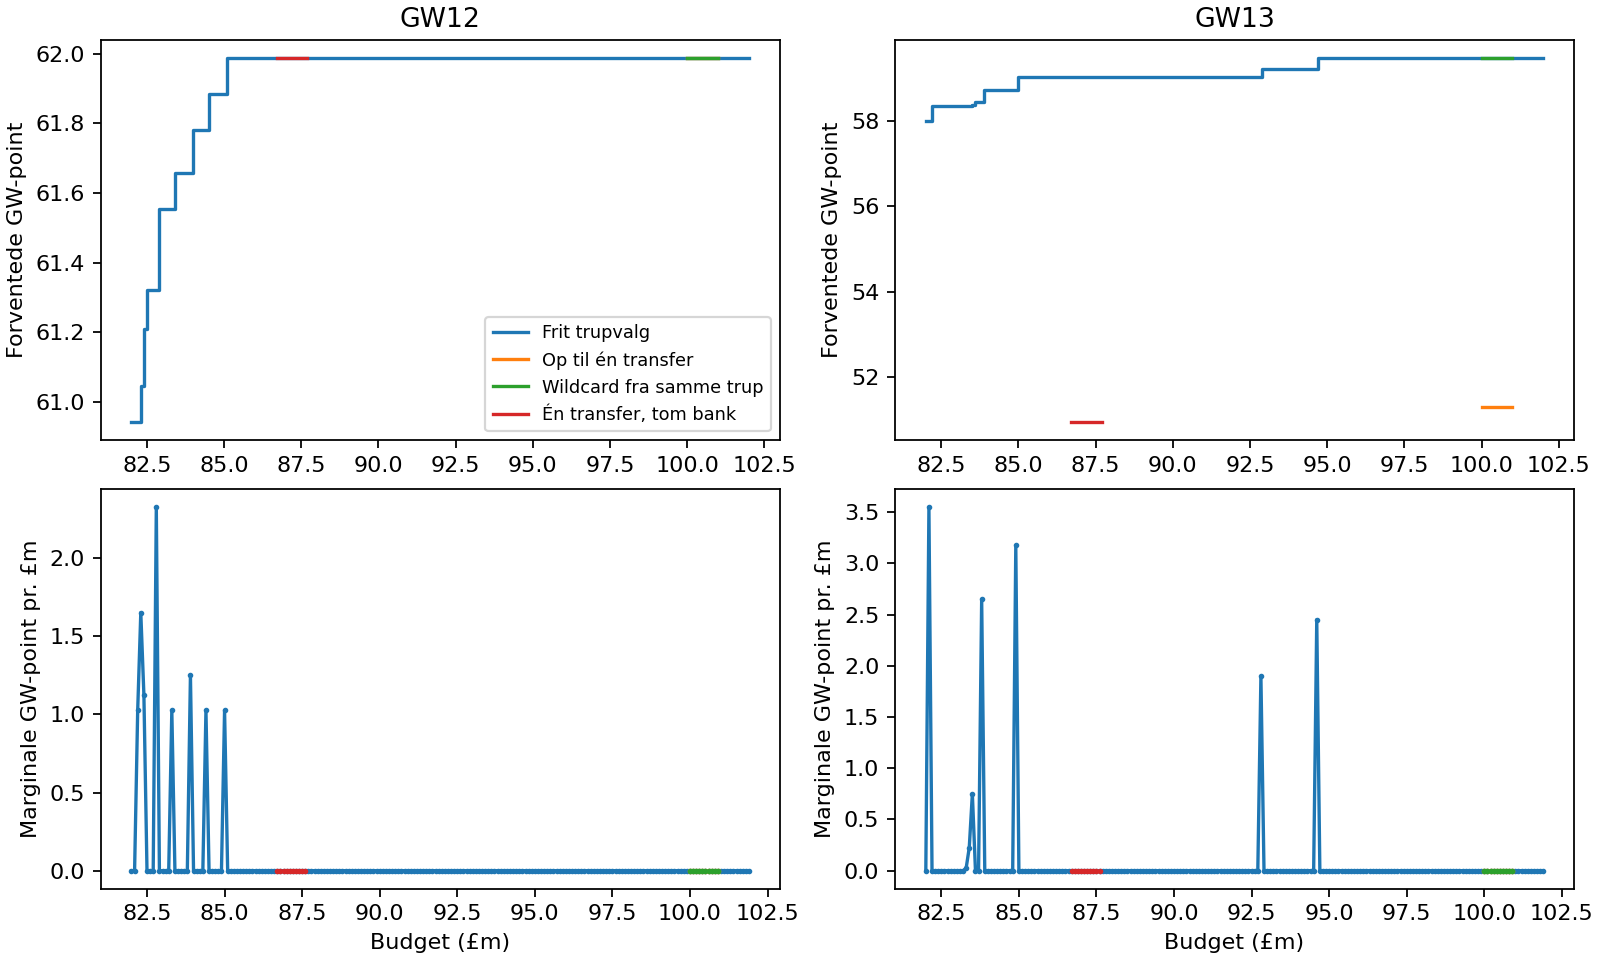 GW12
GW13
Forventede GW-point
62.0
61.8
61.6
61.4
61.2
61.0
Frit trupvalg
Op til én transfer
Wildcard fra samme trup
Én transfer, tom bank
82.5 85.0 87.5 90.0 92.5 95.0 97.5 100.0 102.5
Forventede GW-point
58
56
54
52
82.5 85.0 87.5 90.0 92.5 95.0 97.5 100.0 102.5
Marginale GW-point pr. £m
2.0
1.5
1.0
0.5
0.0
82.5 85.0 87.5 90.0 92.5 95.0 97.5 100.0 102.5
Budget (£m)
Marginale GW-point pr. £m
3.5
3.0
2.5
2.0
1.5
1.0
0.5
0.0
82.5 85.0 87.5 90.0 92.5 95.0 97.5 100.0 102.5
Budget (£m)